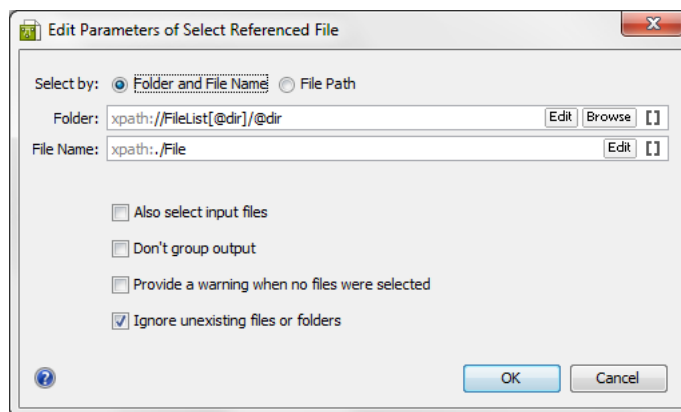 Edit Parameters of Select Referenced File
Select by: Folder and File Name File Path
Folder: xpath://FileList[@dir]/@dir Edit Browse []
File Name: xpath:./File Edit []
Also select input files
Don't group output
Provide a warning when no files were selected
Ignore unexisting files or folders
? OK Cancel